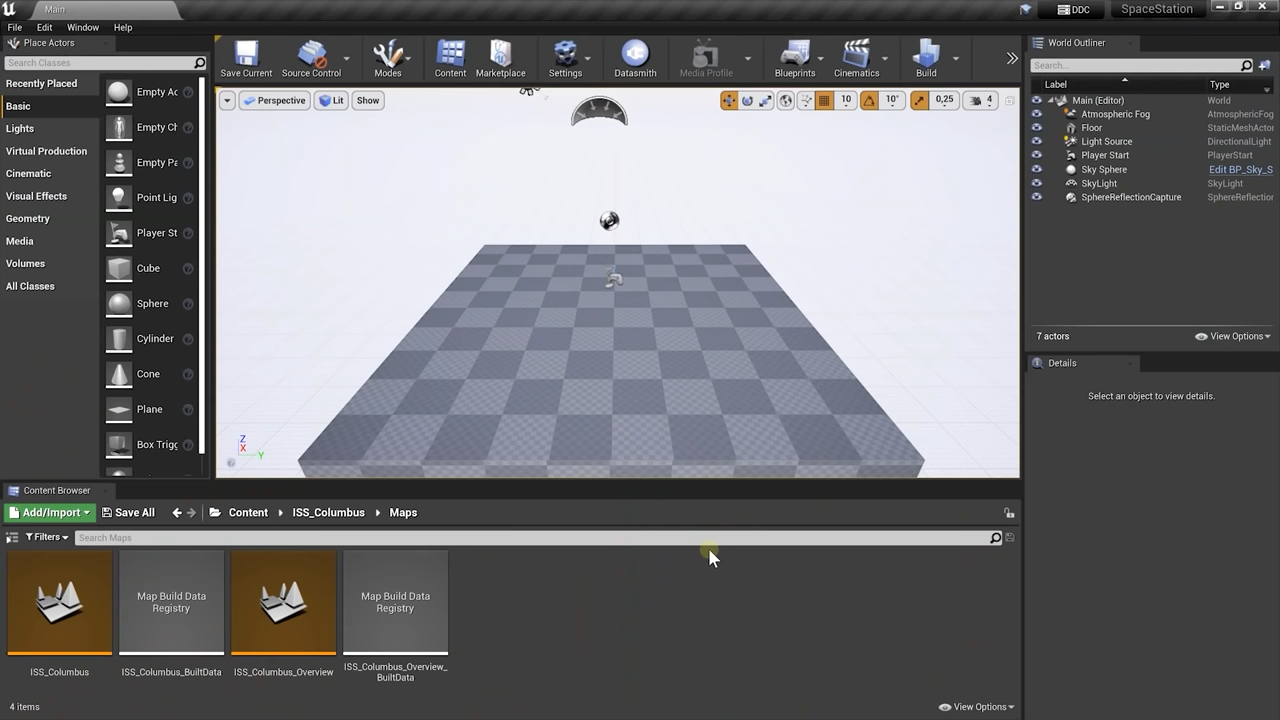 Main
DDC
SpaceStation
File Edit Window Help
Place Actors
Search Classes
Recently Placed
Basic
Lights
Virtual Production
Cinematic
Visual Effects
Geometry
Media
Volumes
All Classes
Empty Ac
Empty Ch
Empty Pa
Point Lig
Player St
Cube
Sphere
Cylinder
Cone
Plane
Box Trigg
Save Current
Source Control
Modes
Content
Marketplace
Settings
Datasmith
Media Profile
Blueprints
Cinematics
Build
Perspective
Lit
Show
10
10°
0,25
4
Z
X
Y
World Outliner
Search...
Label Type
Main (Editor) World
Atmospheric Fog AtmosphericFog
Floor StaticMeshActor
Light Source DirectionalLight
Player Start PlayerStart
Sky Sphere Edit BP_Sky_S
SkyLight SkyLight
SphereReflectionCapture SphereReflection
7 actors
View Options
Details
Select an object to view details.
Content Browser
Add/Import
Save All
Content ISS_Columbus Maps
Filters
Search Maps
Map Build Data
Registry
Map Build Data
Registry
ISS_Columbus
ISS_Columbus_BuiltData
ISS_Columbus_Overview
ISS_Columbus_Overview_
BuiltData
4 items
View Options